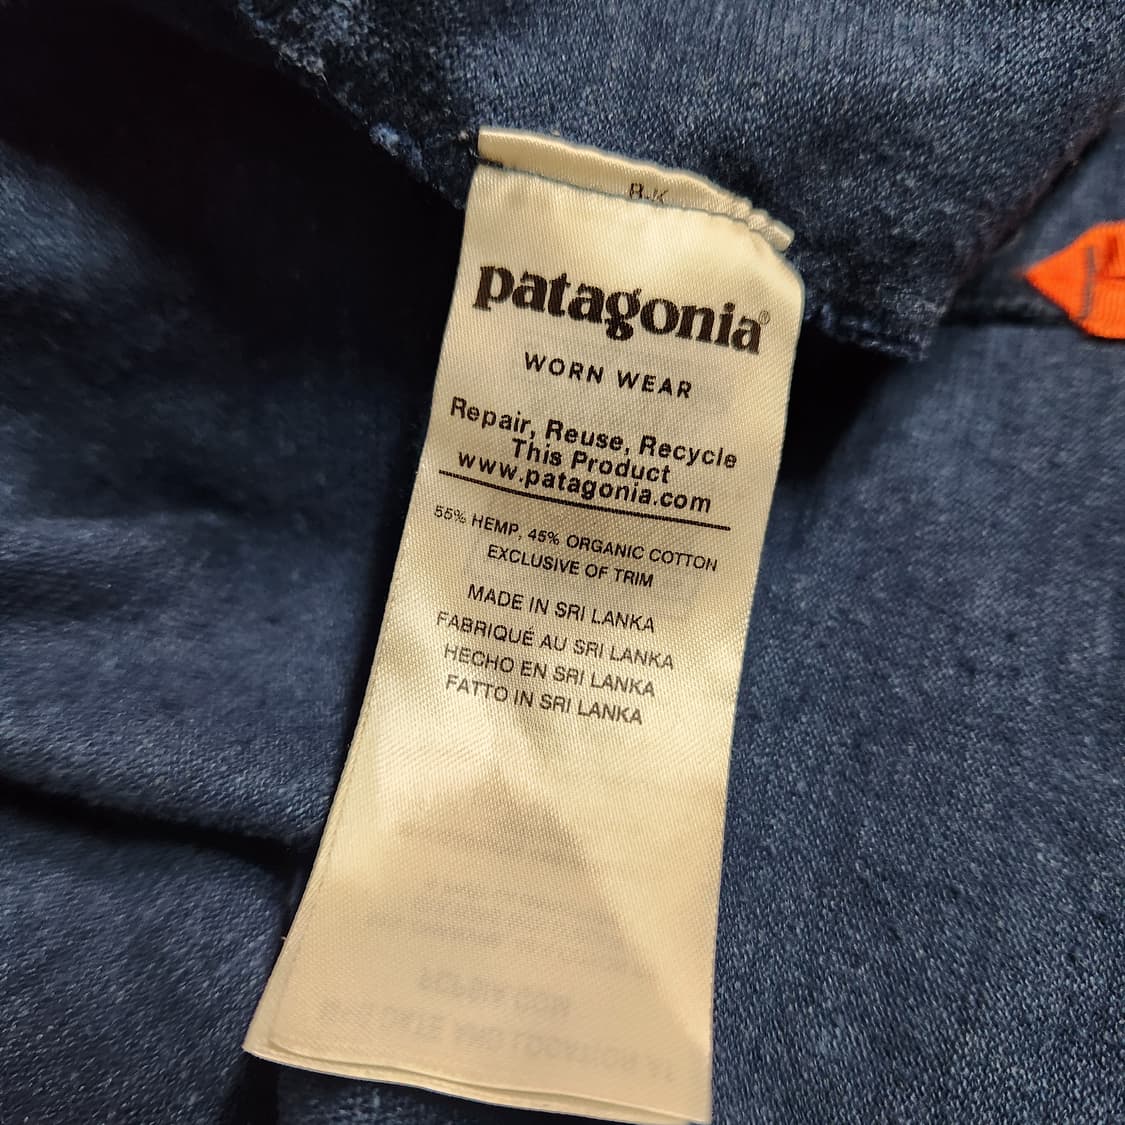 patagonia®
WORN WEAR
Repair, Reuse, Recycle
This Product
www.patagonia.com
55% HEMP, 45% ORGANIC COTTON
EXCLUSIVE OF TRIM
MADE IN SRI LANKA
FABRIQUÉ AU SRI LANKA
HECHO EN SRI LANKA
FATTO IN SRI LANKA